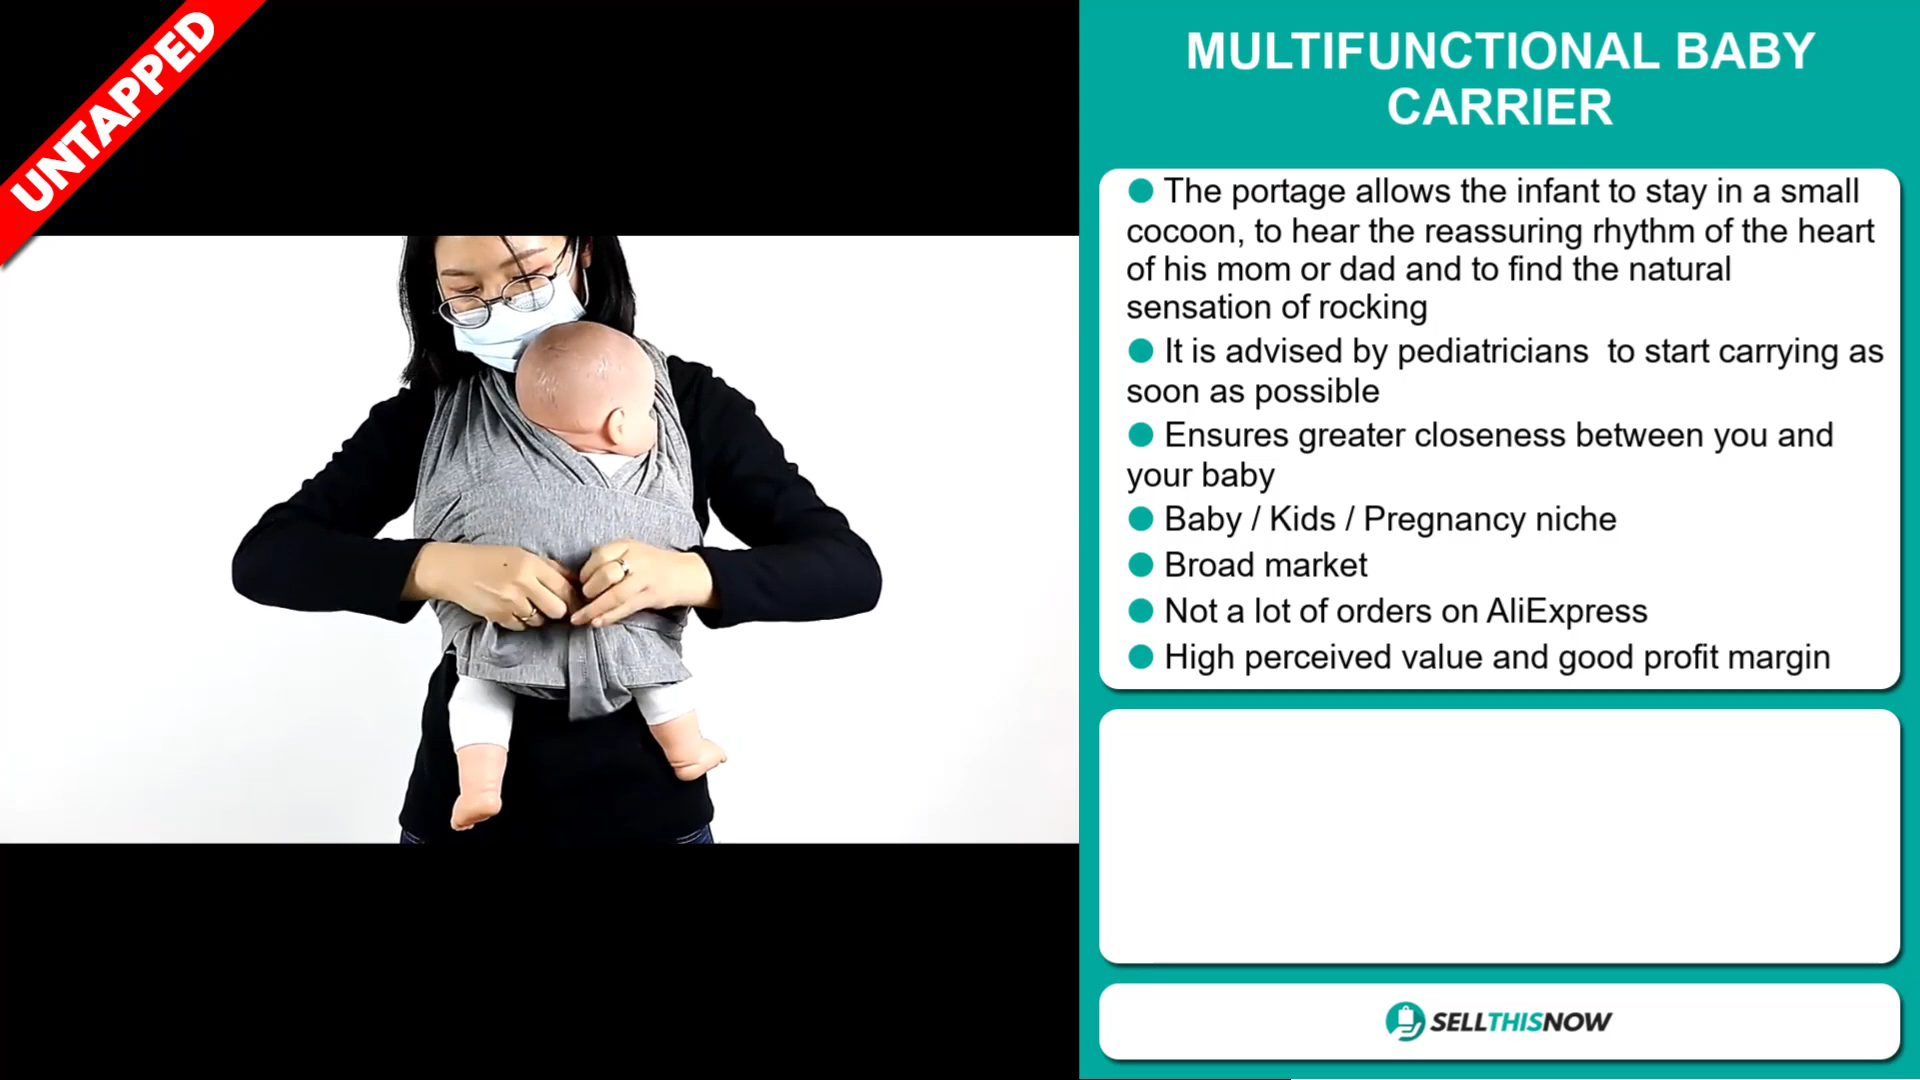 UNTAPPED
MULTIFUNCTIONAL BABY
CARRIER
● The portage allows the infant to stay in a small
cocoon, to hear the reassuring rhythm of the heart
of his mom or dad and to find the natural
sensation of rocking
● It is advised by pediatricians  to start carrying as
soon as possible
● Ensures greater closeness between you and
your baby
● Baby / Kids / Pregnancy niche
● Broad market
● Not a lot of orders on AliExpress
● High perceived value and good profit margin
SELLTHISNOW